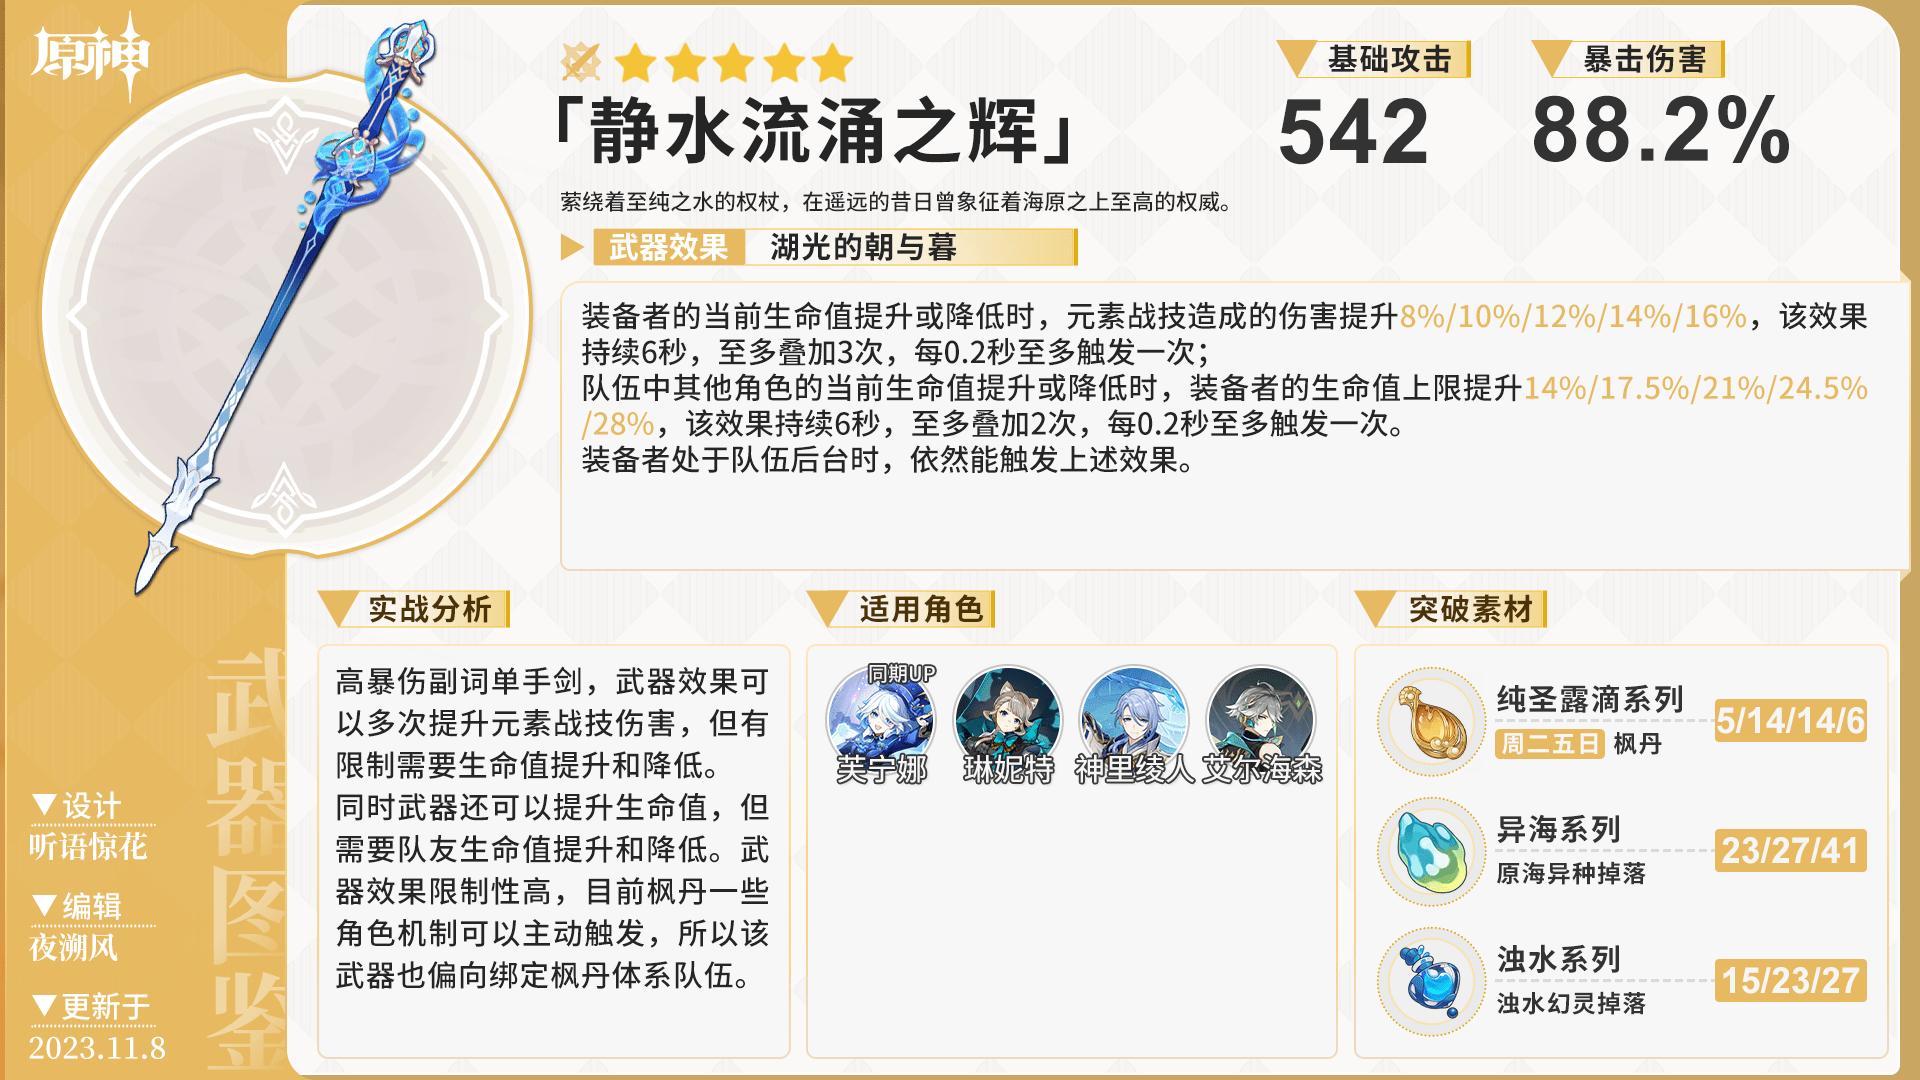 原神
「静水流涌之辉」
基础攻击
542
暴击伤害
88.2%
萦绕着至纯之水的权杖，在遥远的昔日曾象征着海原之上至高的权威。
武器效果 湖光的朝与暮
装备者的当前生命值提升或降低时，元素战技造成的伤害提升8%/10%/12%/14%/16%，该效果
持续6秒，至多叠加3次，每0.2秒至多触发一次；
队伍中其他角色的当前生命值提升或降低时，装备者的生命值上限提升14%/17.5%/21%/24.5%
/28%，该效果持续6秒，至多叠加2次，每0.2秒至多触发一次。
装备者处于队伍后台时，依然能触发上述效果。
武器图鉴
设计
听语惊花
编辑
夜溯风
更新于
2023.11.8
实战分析
高暴伤副词单手剑，武器效果可
以多次提升元素战技伤害，但有
限制需要生命值提升和降低。
同时武器还可以提升生命值，但
需要队友生命值提升和降低。武
器效果限制性高，目前枫丹一些
角色机制可以主动触发，所以该
武器也偏向绑定枫丹体系队伍。
适用角色
同期UP
芙宁娜 琳妮特 神里绫人 艾尔海森
突破素材
纯圣露滴系列
周二五日 枫丹
5/14/14/6
异海系列
原海异种掉落
23/27/41
浊水系列
浊水幻灵掉落
15/23/27